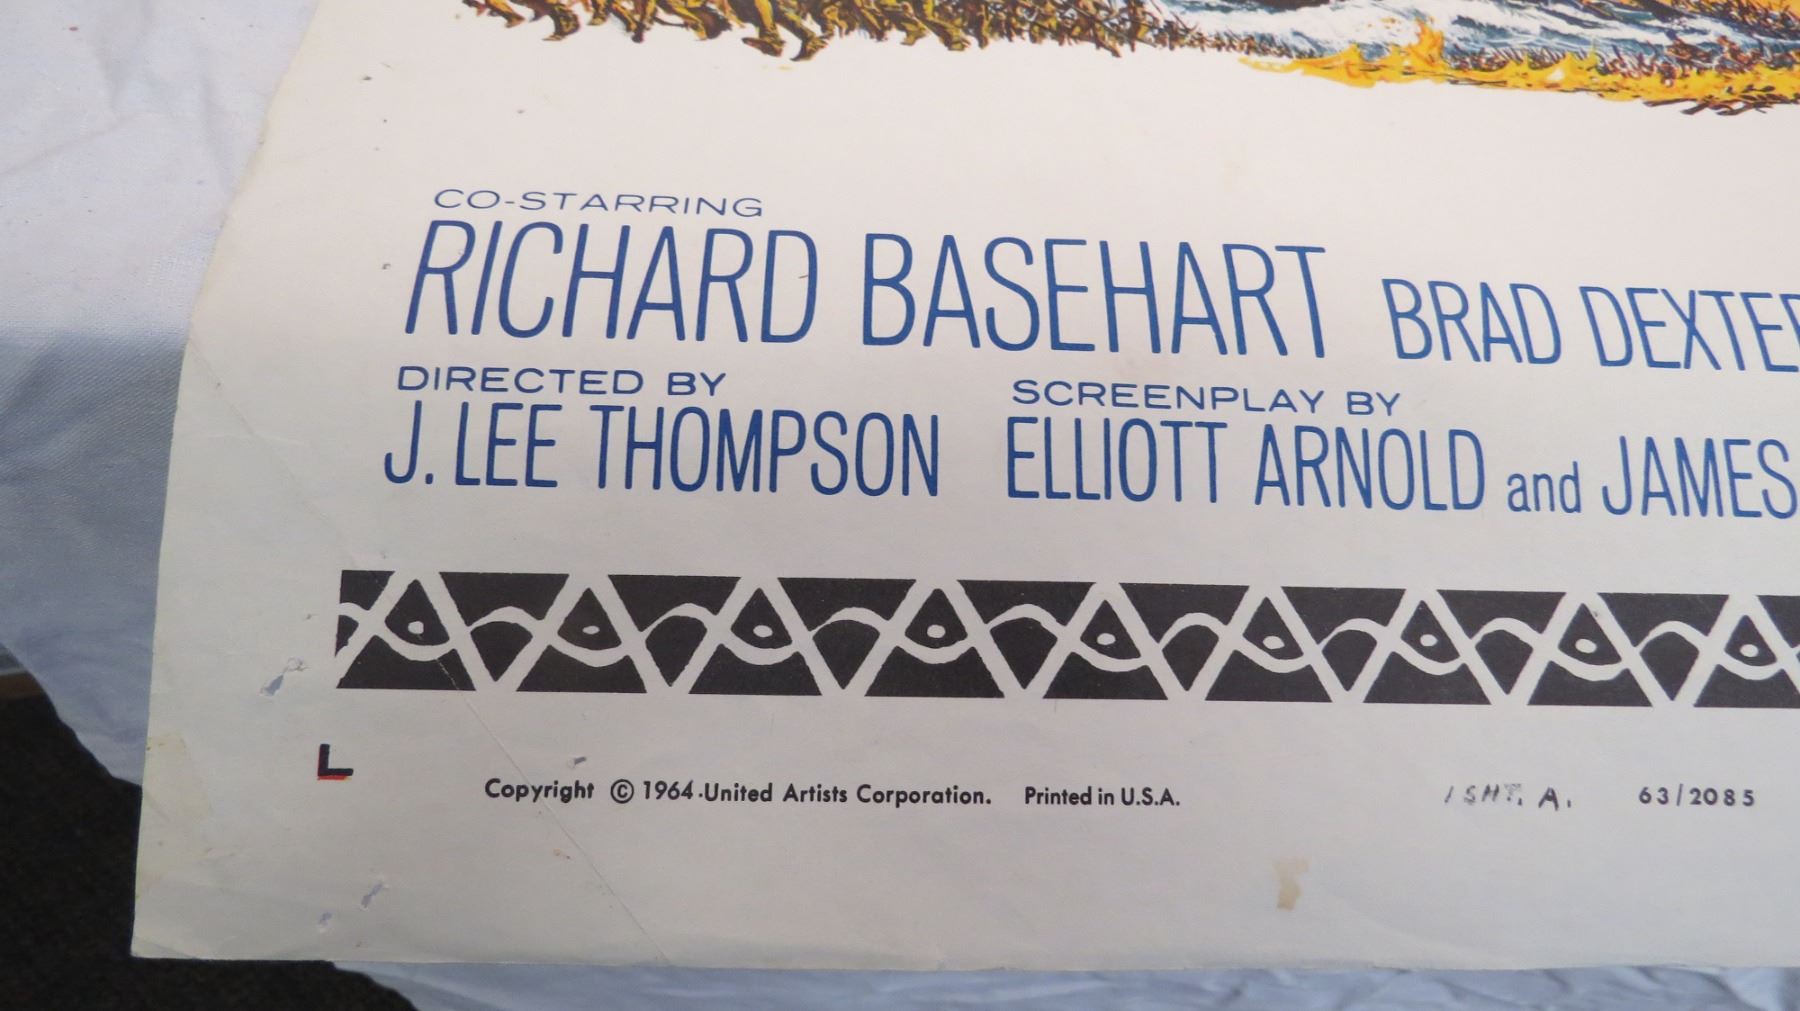 CO-STARRING
RICHARD BASEHART BRAD DEXTER
DIRECTED BY SCREENPLAY BY
J. LEE THOMPSON ELLIOTT ARNOLD and JAMES
L
Copyright © 1964 United Artists Corporation. Printed in U.S.A. 1 SHT. A. 63/2085